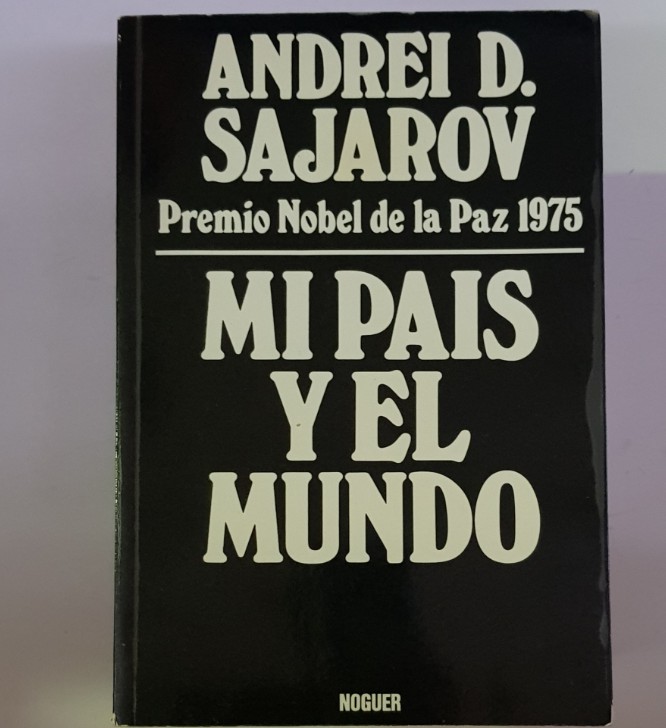 ANDREI D.
SAJAROV
Premio Nobel de la Paz 1975
MI PAIS
Y EL
MUNDO
NOGUER